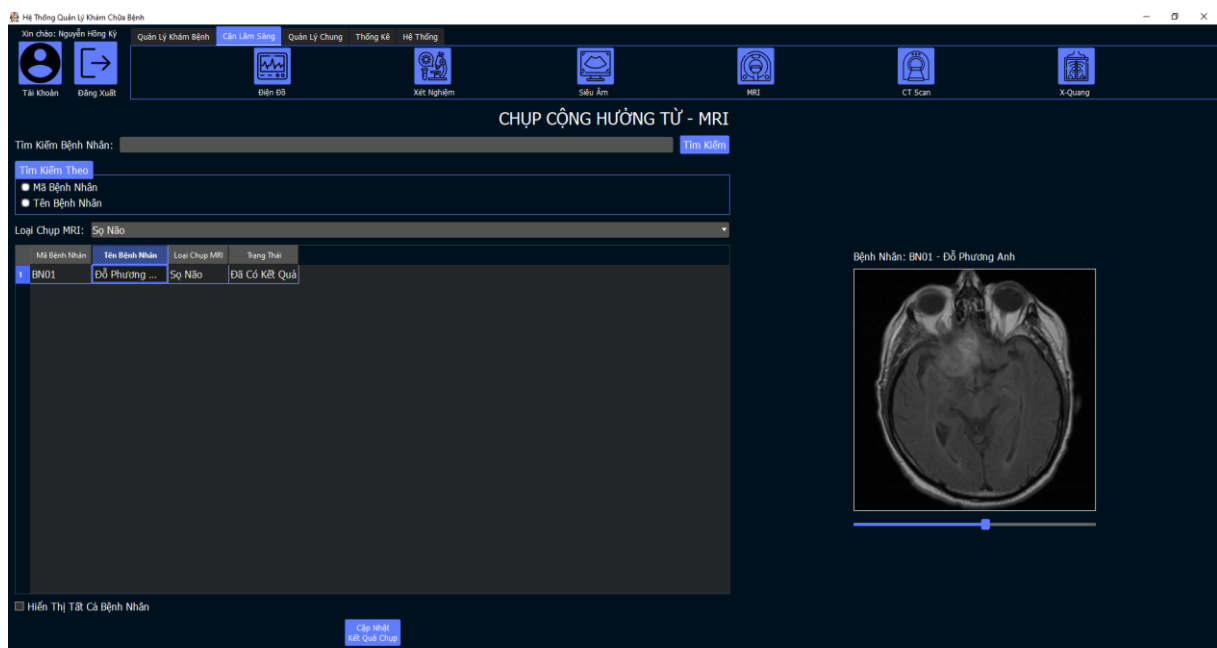 Hệ Thống Quản Lý Khám Chữa Bệnh
Xin chào: Nguyễn Hồng Kỳ
Quản Lý Khám Bệnh Cận Lâm Sàng Quản Lý Chung Thống Kê Hệ Thống
Tài Khoản Đăng Xuất Điện Đồ Xét Nghiệm Siêu Âm MRI CT Scan X-Quang
CHỤP CỘNG HƯỞNG TỪ - MRI
Tìm Kiếm Bệnh Nhân: Tìm Kiếm
Tìm Kiếm Theo
Mã Bệnh Nhân
Tên Bệnh Nhân
Loại Chụp MRI: Sọ Não
Mã Bệnh Nhân Tên Bệnh Nhân Loại Chụp MRI Trạng Thái
1 BN01 Đỗ Phương ... Sọ Não Đã Có Kết Quả
Bệnh Nhân: BN01 - Đỗ Phương Anh
Hiển Thị Tất Cả Bệnh Nhân
Cập Nhật
Kết Quả Chụp